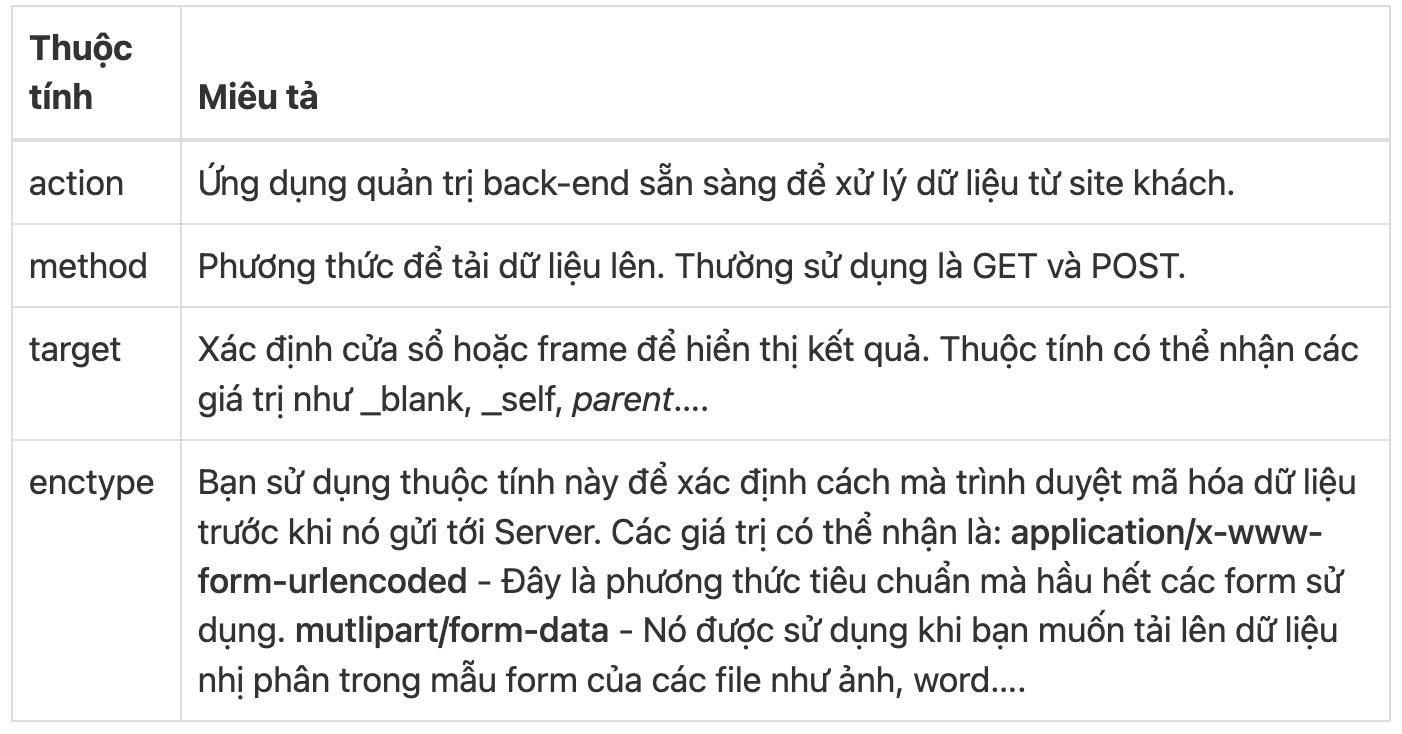 Thuộc
tính
Miêu tả
action
Ứng dụng quản trị back-end sẵn sàng để xử lý dữ liệu từ site khách.
method
Phương thức để tải dữ liệu lên. Thường sử dụng là GET và POST.
target
Xác định cửa sổ hoặc frame để hiển thị kết quả. Thuộc tính có thể nhận các
giá trị như _blank, _self, parent....
enctype
Bạn sử dụng thuộc tính này để xác định cách mà trình duyệt mã hóa dữ liệu
trước khi nó gửi tới Server. Các giá trị có thể nhận là: application/x-www-
form-urlencoded - Đây là phương thức tiêu chuẩn mà hầu hết các form sử
dụng. mutlipart/form-data - Nó được sử dụng khi bạn muốn tải lên dữ liệu
nhị phân trong mẫu form của các file như ảnh, word....